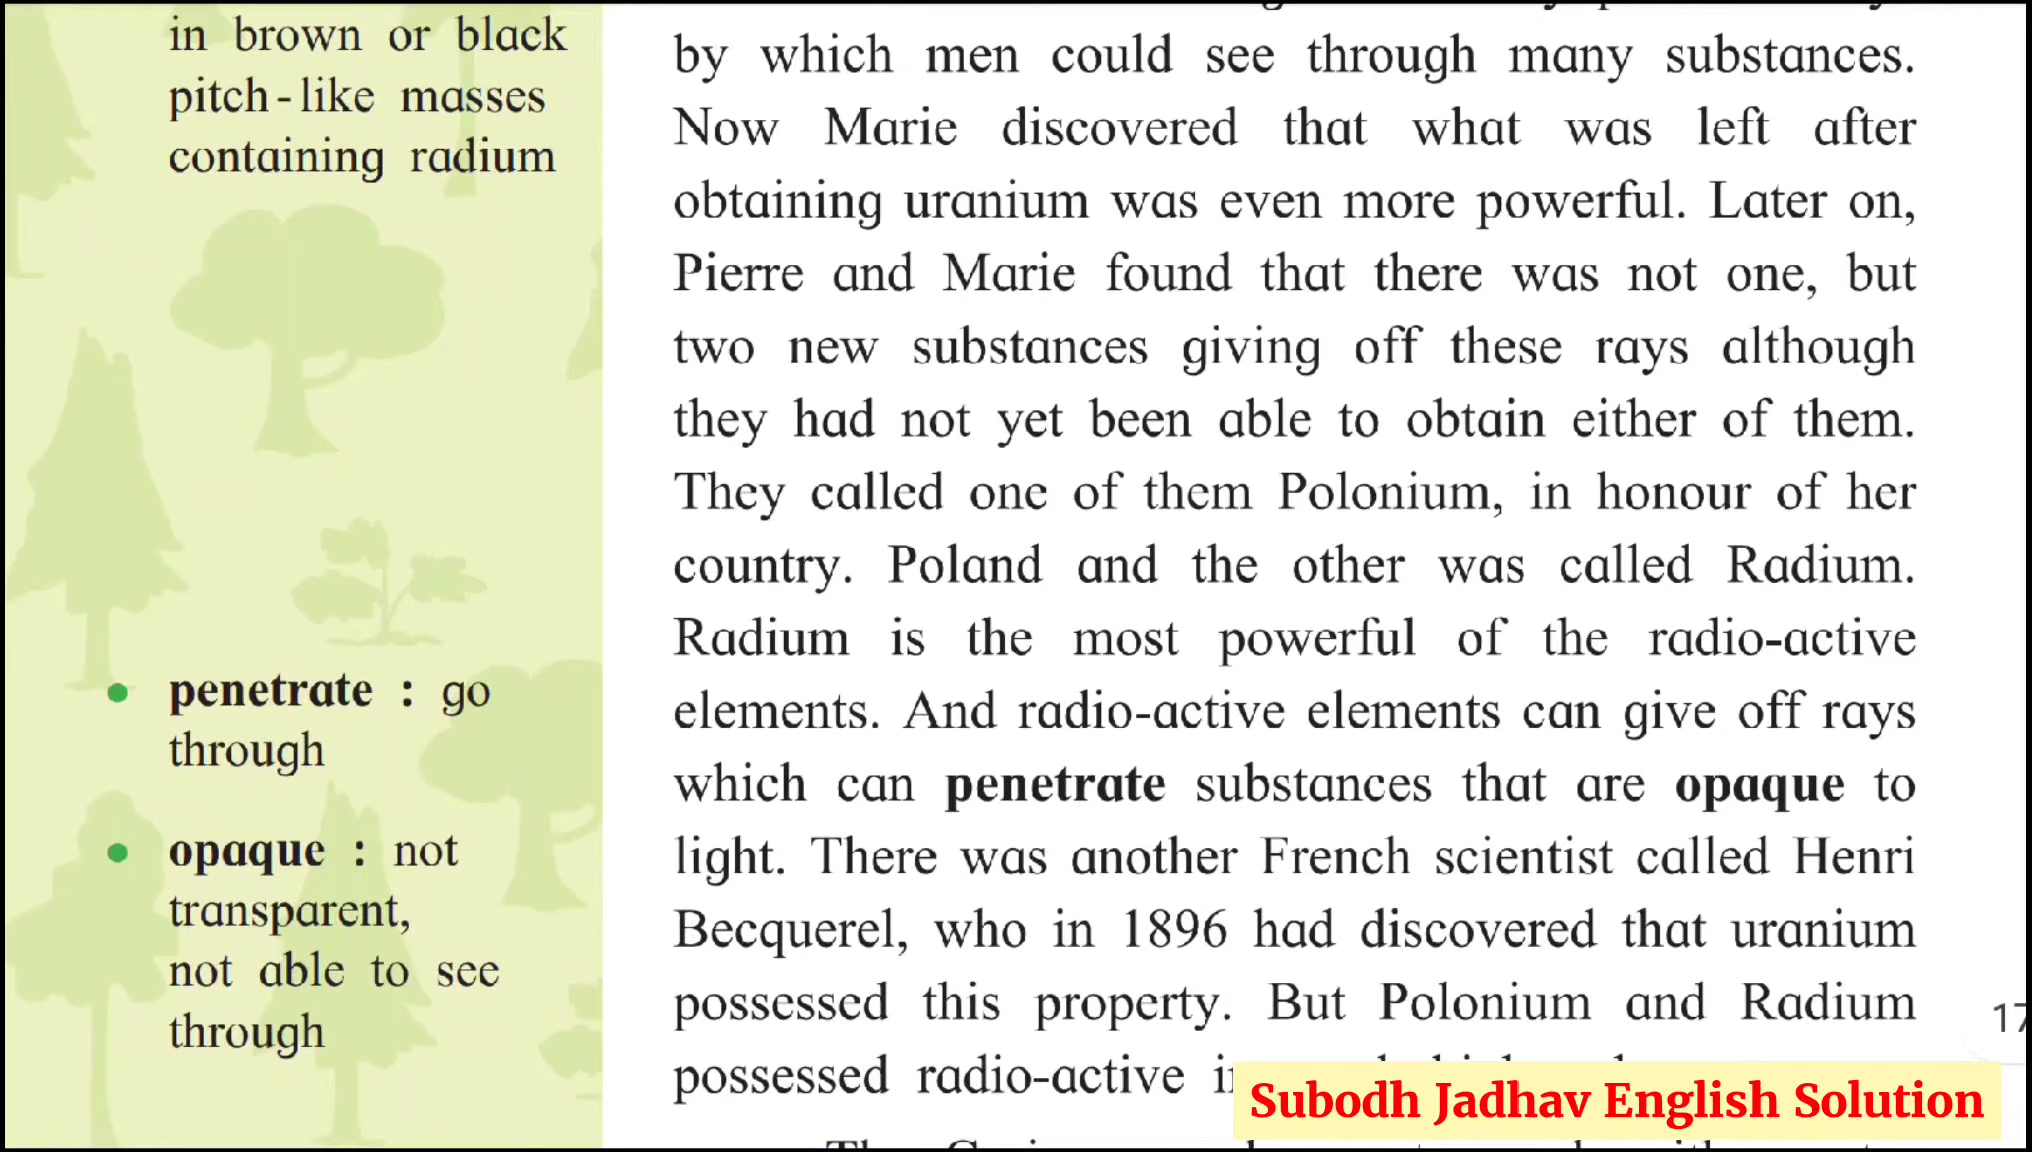 in brown or black
pitch-like masses
containing radium
penetrate : go
through
opaque : not
transparent,
not able to see
through
by which men could see through many substances.
Now Marie discovered that what was left after
obtaining uranium was even more powerful. Later on,
Pierre and Marie found that there was not one, but
two new substances giving off these rays although
they had not yet been able to obtain either of them.
They called one of them Polonium, in honour of her
country. Poland and the other was called Radium.
Radium is the most powerful of the radio-active
elements. And radio-active elements can give off rays
which can penetrate substances that are opaque to
light. There was another French scientist called Henri
Becquerel, who in 1896 had discovered that uranium
possessed this property. But Polonium and Radium
possessed radio-active
17
Subodh Jadhav English Solution